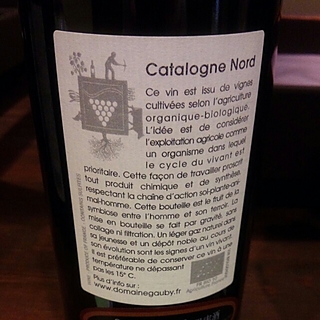 Catalogne Nord
Ce vin est issu de vignes
cultivées selon l'agriculture
organique-biologique.
L'idée est de considérer
l'exploitation agricole comme
un organisme dans lequel
le cycle du vivant est
prioritaire. Cette façon de travailler proscrit
tout produit chimique et de synthèse,
respectant la chaîne d'action sol-plante-ani-
mal-homme. Cette bouteille est le fruit de la
symbiose entre l'homme et son terroir. La
mise en bouteille se fait par gravité, sans
collage ni filtration. Un léger gaz naturel dans
sa jeunesse et un dépôt noble au cours de
son évolution sont les signes d'un vin vivant.
Il est préférable de conserver ce vin à une
température ne dépassant
pas les 15° C.
Plus d'info sur :
www.domainegauby.fr